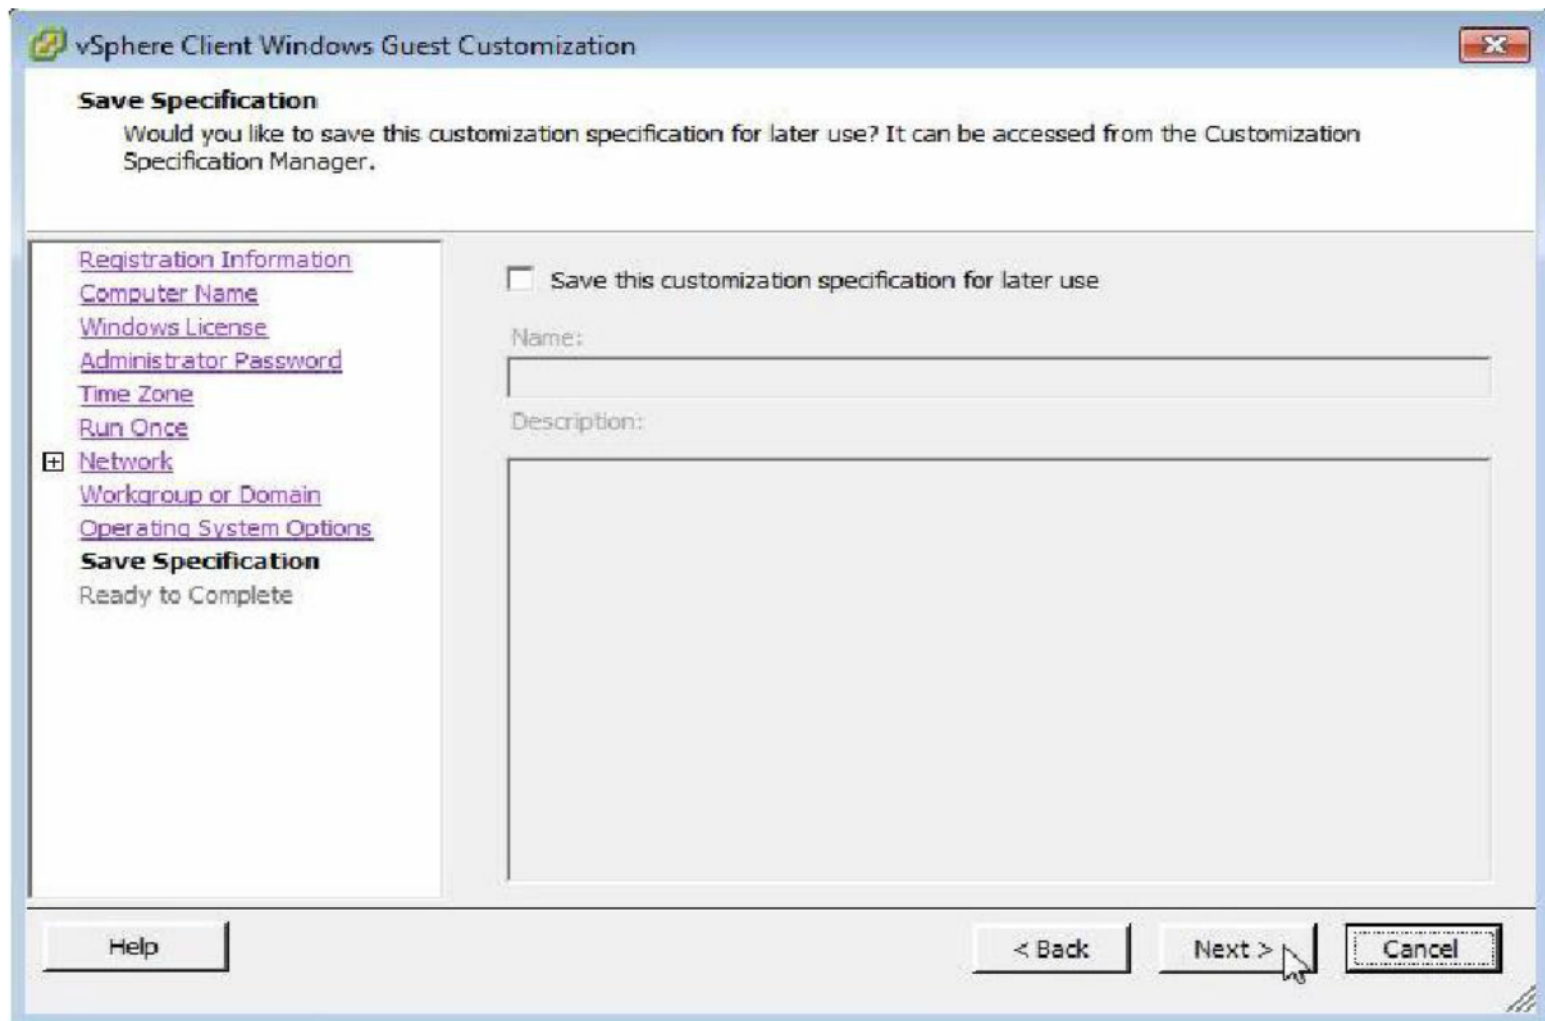 vSphere Client Windows Guest Customization
Save Specification
Would you like to save this customization specification for later use? It can be accessed from the Customization
Specification Manager.
Registration Information
Computer Name
Windows License
Administrator Password
Time Zone
Run Once
Network
Workgroup or Domain
Operating System Options
Save Specification
Ready to Complete
Save this customization specification for later use
Name:
Description:
Help
< Back
Next >
Cancel